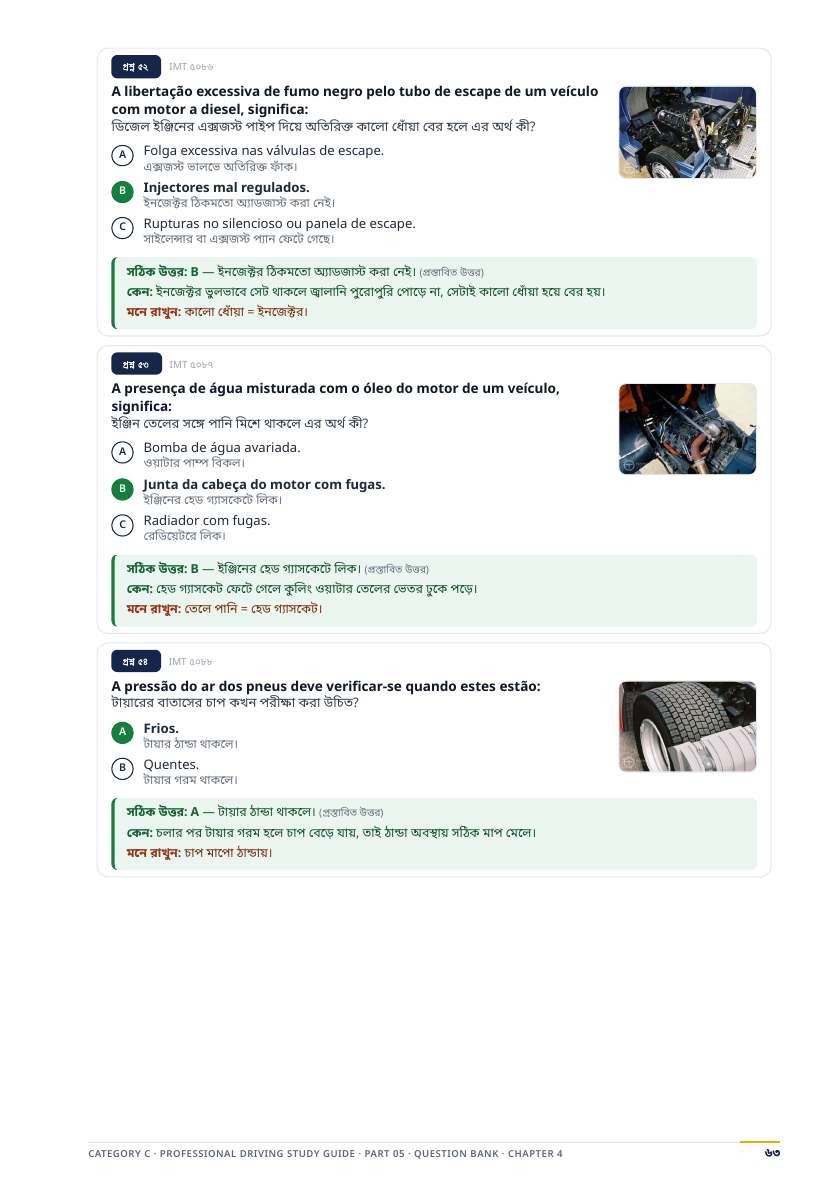 প্রশ্ন ৫২ IMT ৫০৮৬
A libertação excessiva de fumo negro pelo tubo de escape de um veículo
com motor a diesel, significa:
ডিজেল ইঞ্জিনের এক্সজস্ট পাইপ দিয়ে অতিরিক্ত কালো ধোঁয়া বের হলে এর অর্থ কী?
A Folga excessiva nas válvulas de escape.
এক্সজস্ট ভালভে অতিরিক্ত ফাঁক।
B Injectores mal regulados.
ইনজেক্টর ঠিকমতো অ্যাডজাস্ট করা নেই।
C Rupturas no silencioso ou panela de escape.
সাইলেন্সার বা এক্সজস্ট প্যান ফেটে গেছে।
সঠিক উত্তর: B — ইনজেক্টর ঠিকমতো অ্যাডজাস্ট করা নেই। (প্রস্তাবিত উত্তর)
কেন: ইনজেক্টর ভুলভাবে সেট থাকলে জ্বালানি পুরোপুরি পোড়ে না, সেটাই কালো ধোঁয়া হয়ে বের হয়।
মনে রাখুন: কালো ধোঁয়া = ইনজেক্টর।
প্রশ্ন ৫৩ IMT ৫০৮৭
A presença de água misturada com o óleo do motor de um veículo,
significa:
ইঞ্জিন তেলের সঙ্গে পানি মিশে থাকলে এর অর্থ কী?
A Bomba de água avariada.
ওয়াটার পাম্প বিকল।
B Junta da cabeça do motor com fugas.
ইঞ্জিনের হেড গ্যাসকেটে লিক।
C Radiador com fugas.
রেডিয়েটরে লিক।
সঠিক উত্তর: B — ইঞ্জিনের হেড গ্যাসকেটে লিক। (প্রস্তাবিত উত্তর)
কেন: হেড গ্যাসকেট ফেটে গেলে কুলিং ওয়াটার তেলের ভেতর ঢুকে পড়ে।
মনে রাখুন: তেলে পানি = হেড গ্যাসকেট।
প্রশ্ন ৫৪ IMT ৫০৮৮
A pressão do ar dos pneus deve verificar-se quando estes estão:
টায়ারের বাতাসের চাপ কখন পরীক্ষা করা উচিত?
A Frios.
টায়ার ঠান্ডা থাকলে।
B Quentes.
টায়ার গরম থাকলে।
সঠিক উত্তর: A — টায়ার ঠান্ডা থাকলে। (প্রস্তাবিত উত্তর)
কেন: চলার পর টায়ার গরম হলে চাপ বেড়ে যায়, তাই ঠান্ডা অবস্থায় সঠিক মাপ মেলে।
মনে রাখুন: চাপ মাপো ঠান্ডায়।
CATEGORY C · PROFESSIONAL DRIVING STUDY GUIDE · PART 05 · QUESTION BANK · CHAPTER 4 ৬৩